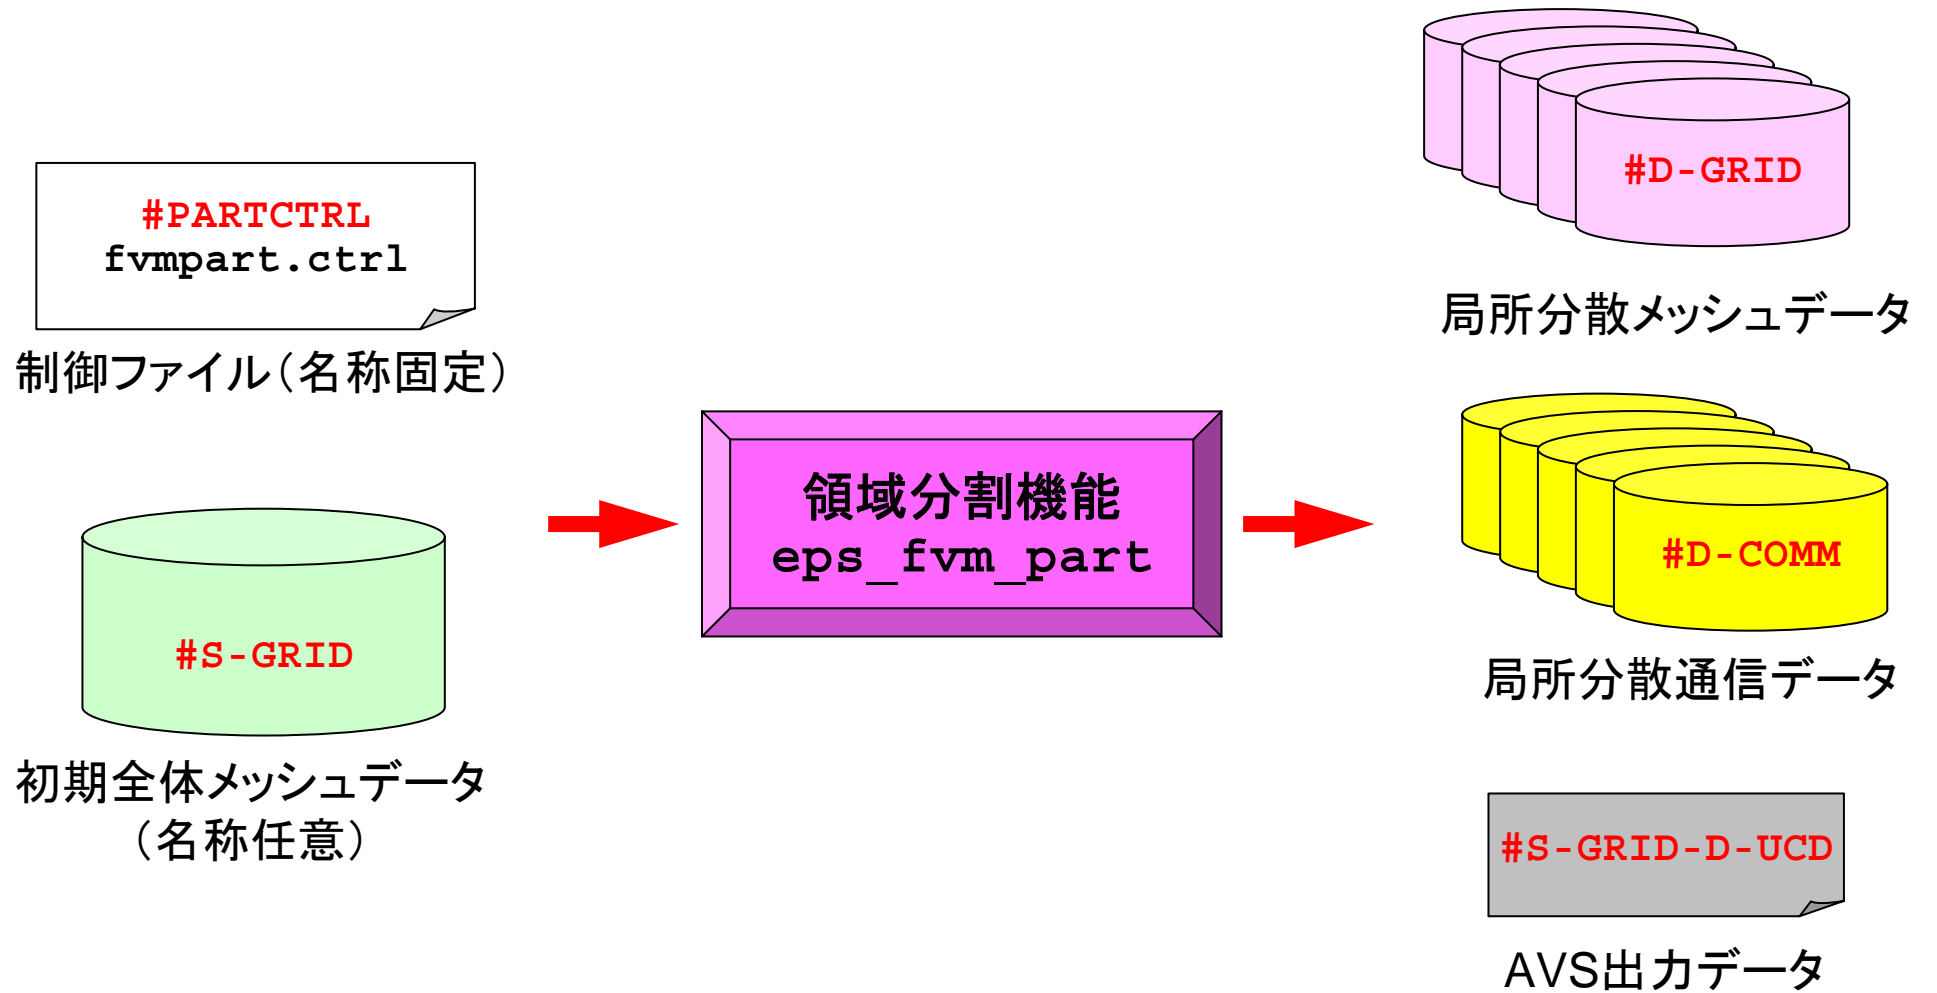 #PARTCTRL
fvmpart.ctrl
制御ファイル（名称固定）
#S-GRID
初期全体メッシュデータ
（名称任意）
領域分割機能
eps_fvm_part
#D-GRID
局所分散メッシュデータ
#D-COMM
局所分散通信データ
#S-GRID-D-UCD
AVS出力データ